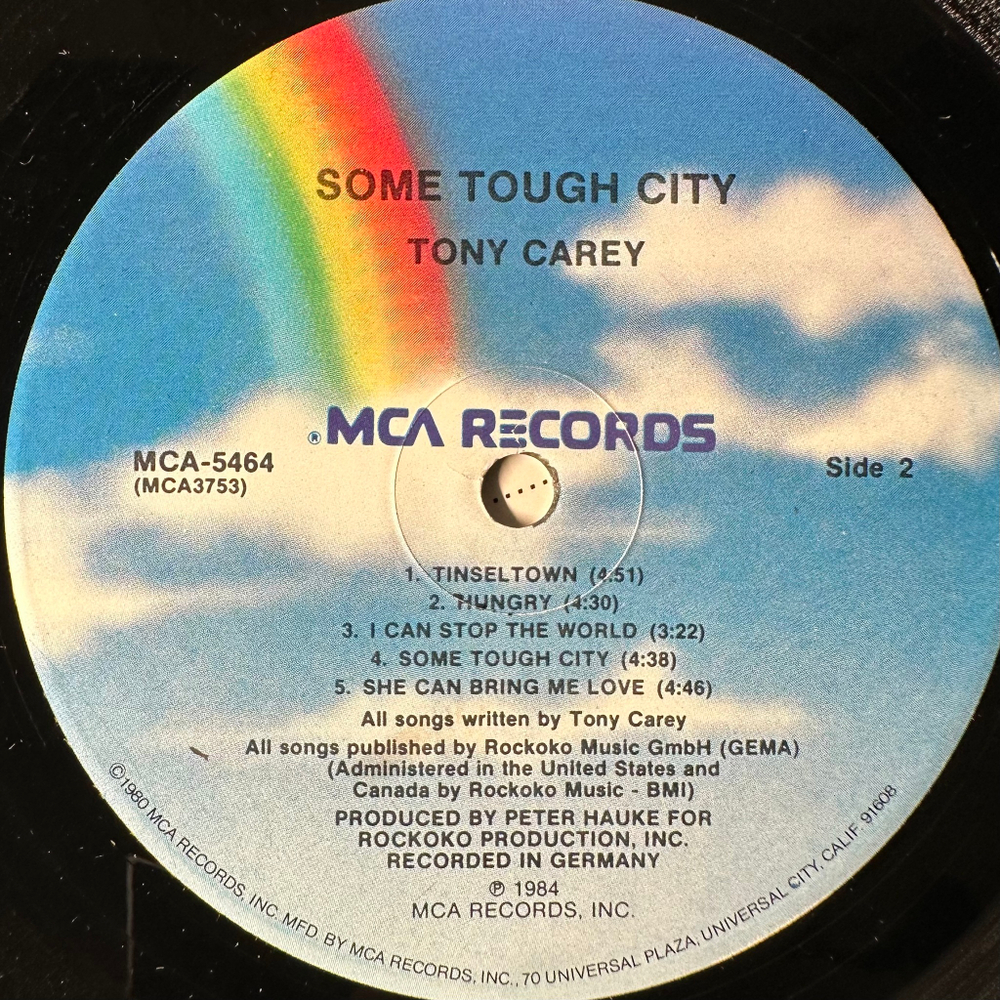 SOME TOUGH CITY
TONY CAREY
®MCA RECORDS
MCA-5464
(MCA3753)
Side 2
1. TINSELTOWN (4:51)
2. HUNGRY (4:30)
3. I CAN STOP THE WORLD (3:22)
4. SOME TOUGH CITY (4:38)
5. SHE CAN BRING ME LOVE (4:46)
All songs written by Tony Carey
All songs published by Rockoko Music GmbH (GEMA)
(Administered in the United States and
Canada by Rockoko Music - BMI)
PRODUCED BY PETER HAUKE FOR
ROCKOKO PRODUCTION, INC.
RECORDED IN GERMANY
℗ 1984
MCA RECORDS, INC.
©1980 MCA RECORDS, INC. MFD. BY MCA RECORDS, INC., 70 UNIVERSAL PLAZA, UNIVERSAL CITY, CALIF. 91608